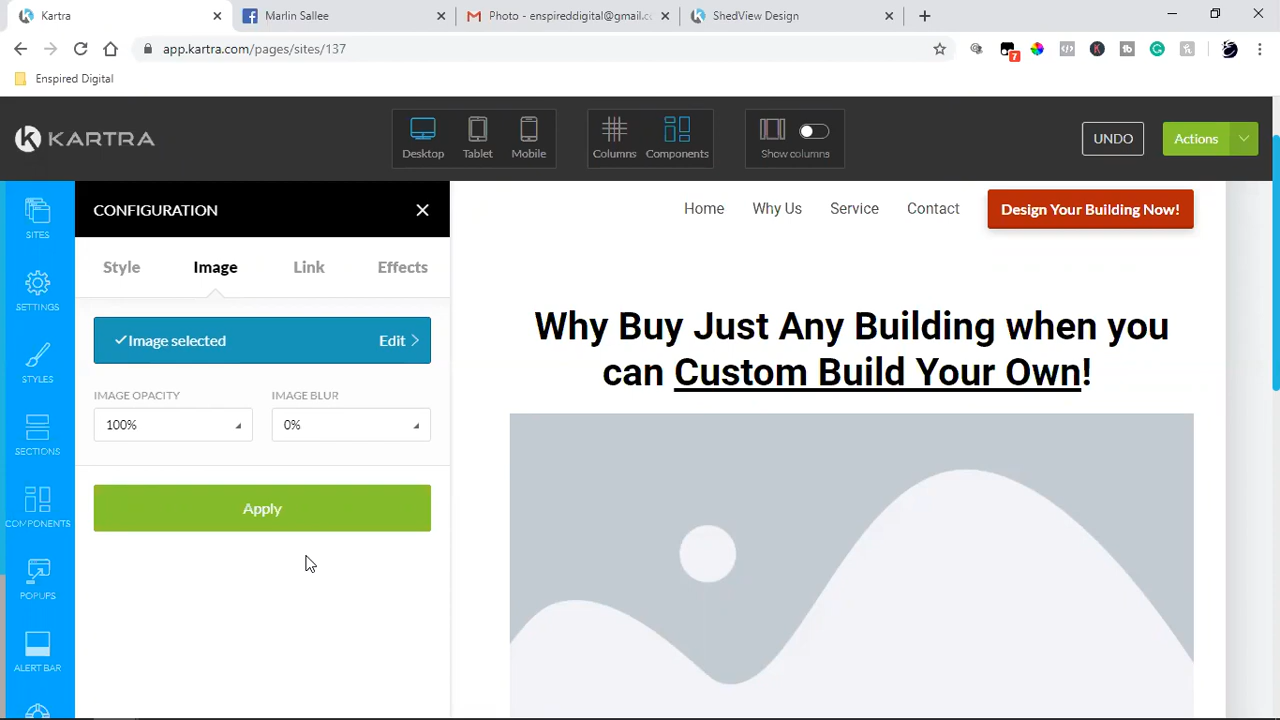 Kartra
Marlin Sallee
Photo - enspireddigital@gmail.co
ShedView Design
app.kartra.com/pages/sites/137
7
Enspired Digital
KARTRA
Desktop
Tablet
Mobile
Columns
Components
Show columns
UNDO
Actions
SITES
SETTINGS
STYLES
SECTIONS
COMPONENTS
POPUPS
ALERT BAR
CONFIGURATION
Style
Image
Link
Effects
Image selected
Edit
IMAGE OPACITY
IMAGE BLUR
100%
0%
Apply
Home
Why Us
Service
Contact
Design Your Building Now!
Why Buy Just Any Building when you
can Custom Build Your Own!